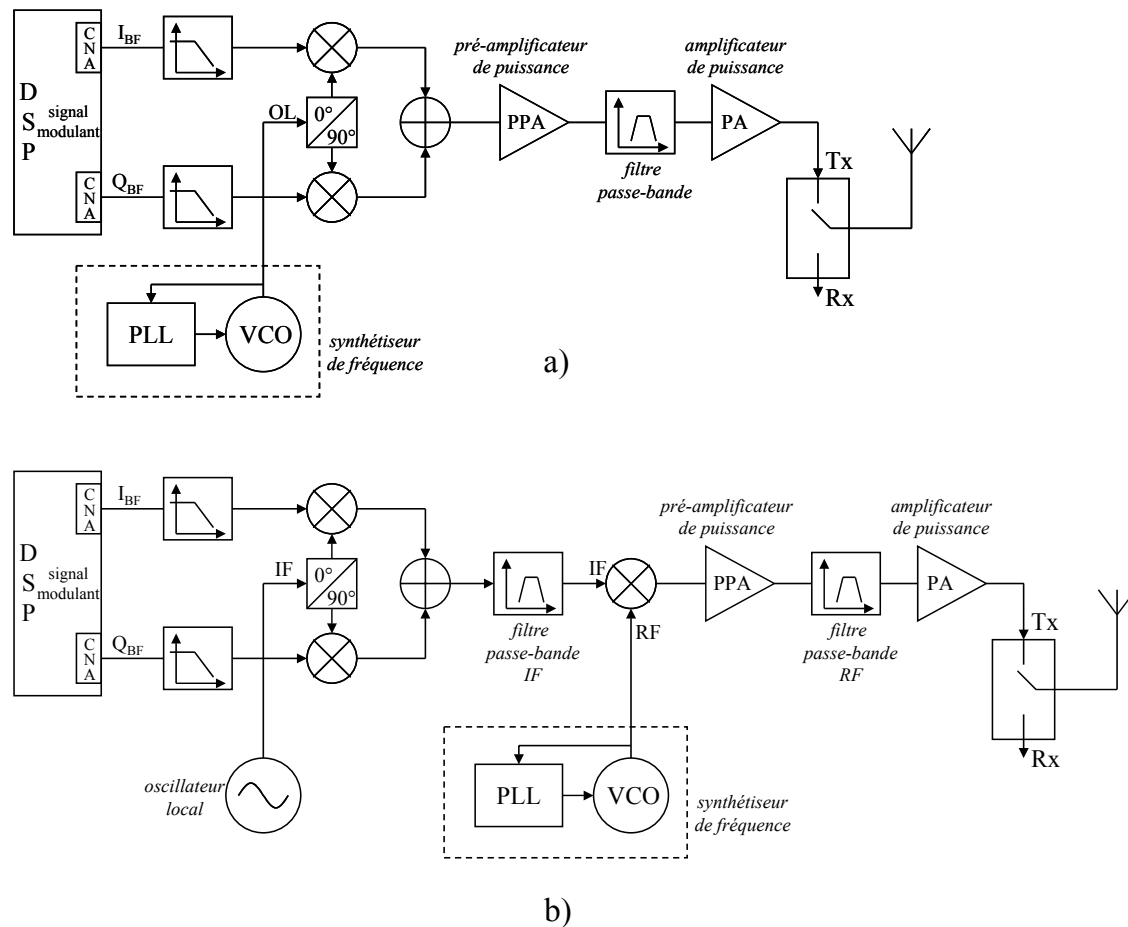 C
N
A
I_BF
D
S
P
signal
modulant
C
N
A
Q_BF
OL
0°
90°
pré-amplificateur
de puissance
PPA
filtre
passe-bande
amplificateur
de puissance
PA
Tx
Rx
PLL
VCO
synthétiseur
de fréquence
a)
C
N
A
I_BF
D
S
P
signal
modulant
C
N
A
Q_BF
IF
0°
90°
oscillateur
local
filtre
passe-bande
IF
IF
RF
PLL
VCO
synthétiseur
de fréquence
pré-amplificateur
de puissance
PPA
filtre
passe-bande
RF
amplificateur
de puissance
PA
Tx
Rx
b)